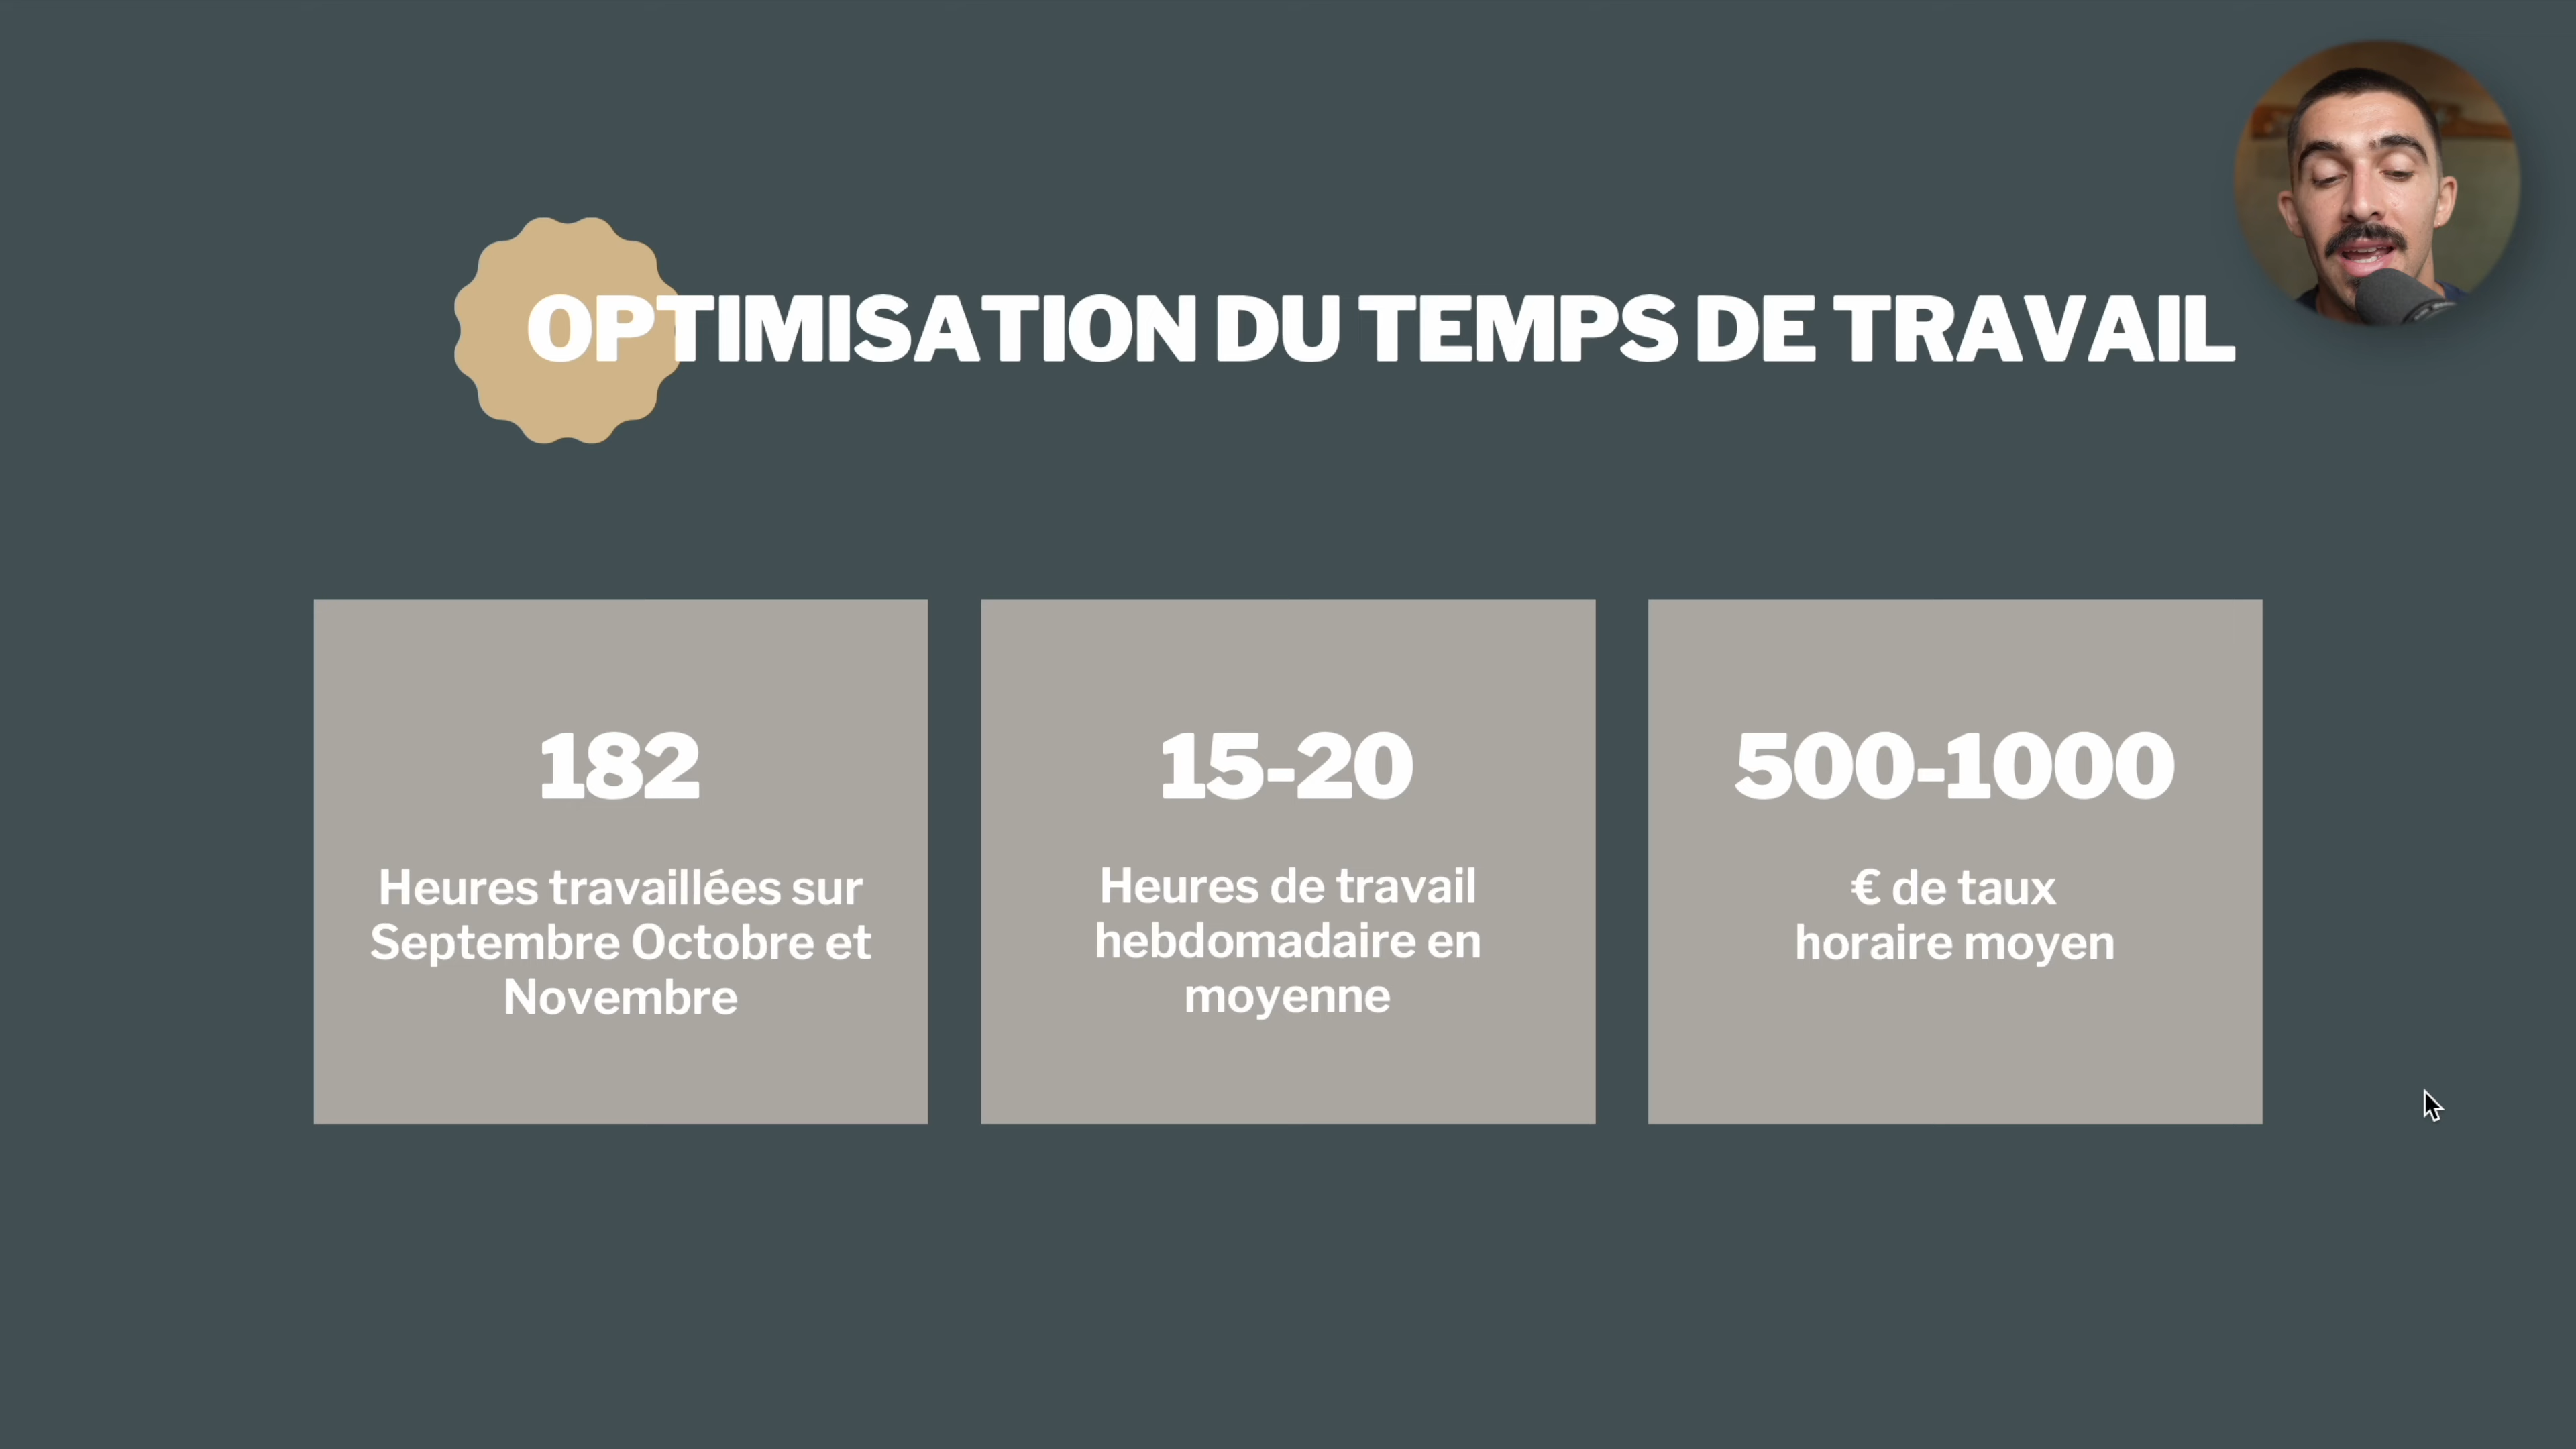 OPTIMISATION DU TEMPS DE TRAVAIL
182
Heures travaillées sur
Septembre Octobre et
Novembre
15-20
Heures de travail
hebdomadaire en
moyenne
500-1000
€ de taux
horaire moyen